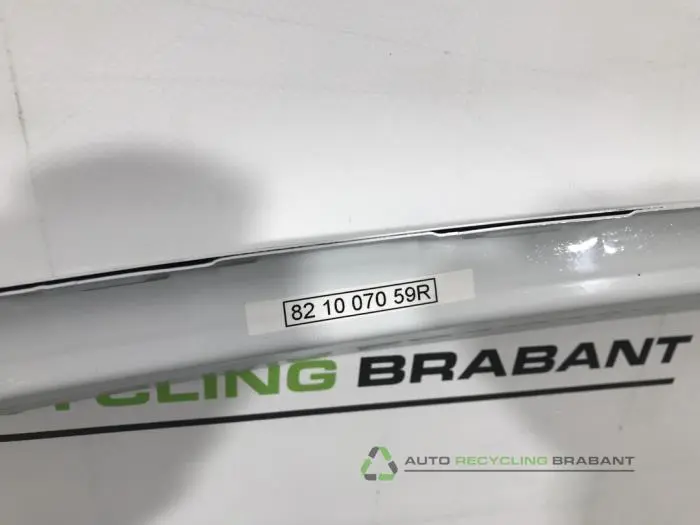 82 10 070 59R
CLING BRABANT
AUTO RECYCLING BRABANT